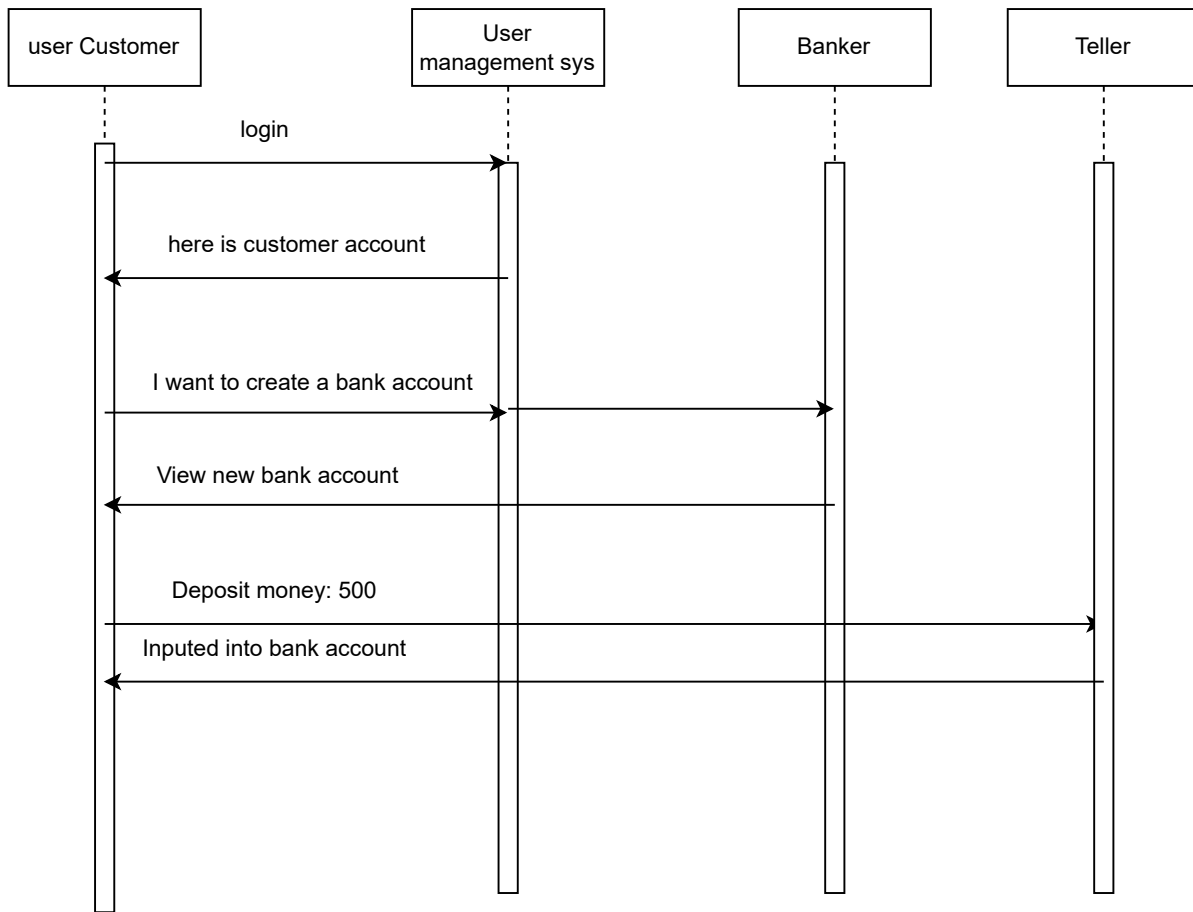 user Customer
User
management sys
Banker
Teller
login
here is customer account
I want to create a bank account
View new bank account
Deposit money: 500
Inputed into bank account